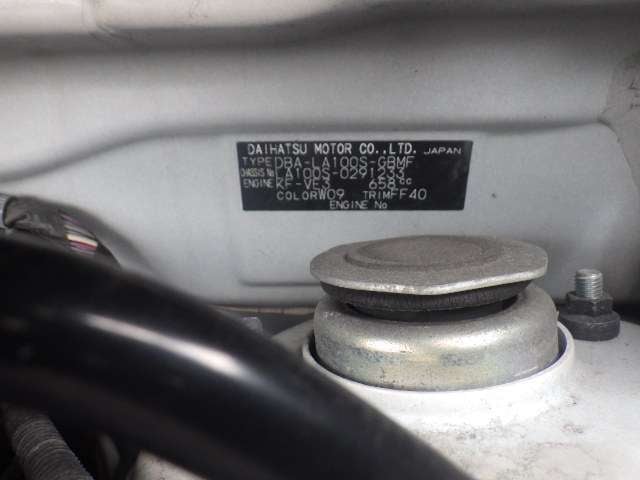 DAIHATSU MOTOR CO.,LTD. JAPAN
TYPE DBA-LA100S-GBMF
CHASSIS No LA100S-0291233
ENGINE KF-VE3 658cc
COLOR W09 TRIM FF40
ENGINE No